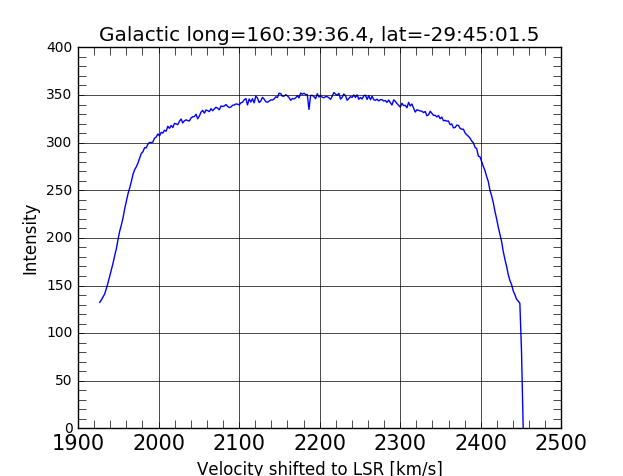 Galactic long=160:39:36.4, lat=-29:45:01.5
400
350
300
250
200
150
100
50
0
Intensity
1900 2000 2100 2200 2300 2400 2500
Velocity shifted to LSR [km/s]